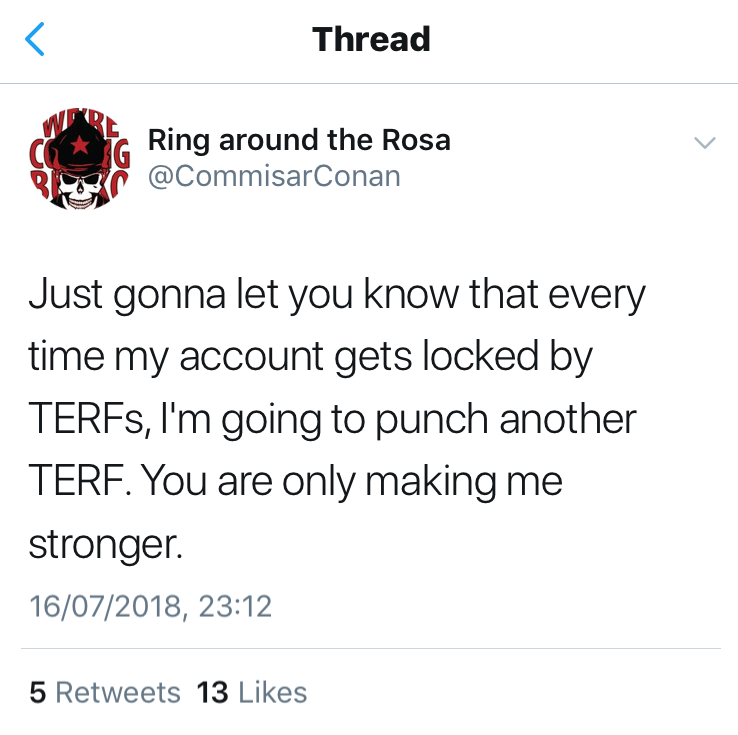 Thread
WE'RE
COMING
Ring around the Rosa
@CommisarConan
Just gonna let you know that every
time my account gets locked by
TERFs, I'm going to punch another
TERF. You are only making me
stronger.
16/07/2018, 23:12
5 Retweets 13 Likes